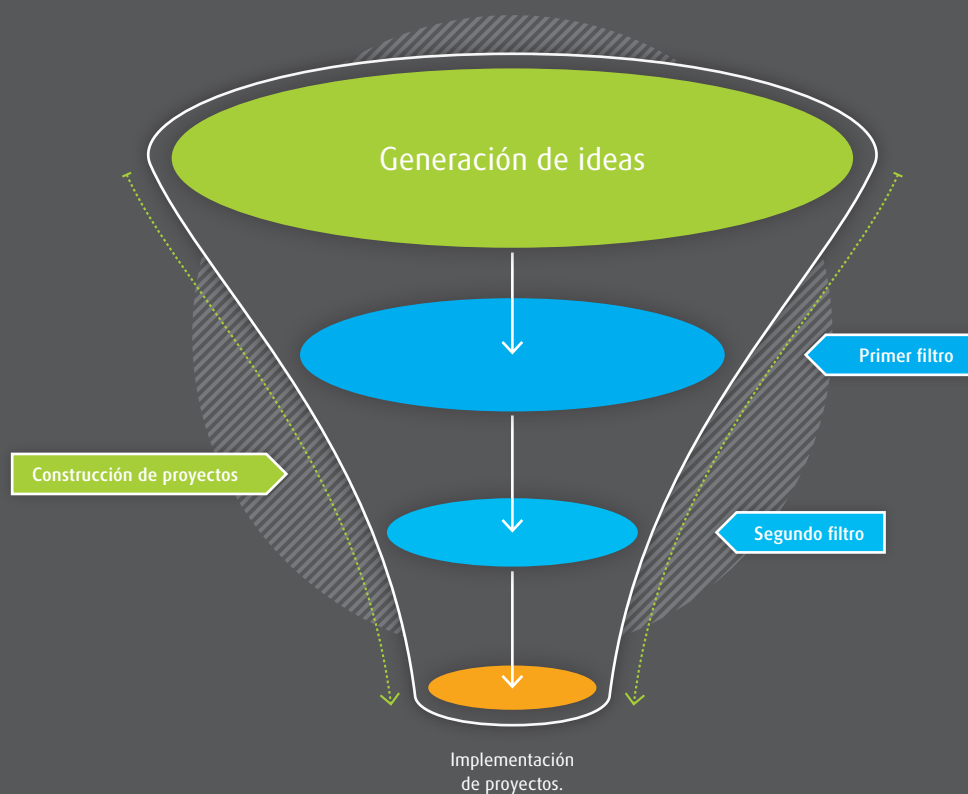 Generación de ideas
Primer filtro
Construcción de proyectos
Segundo filtro
Implementación
de proyectos.